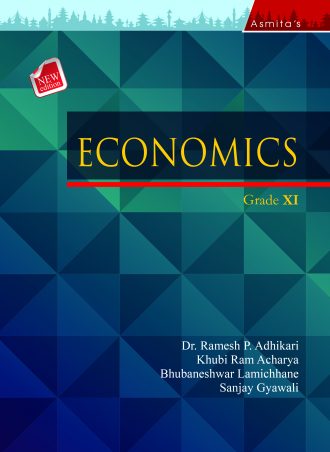 Asmita's
NEW
edition
ECONOMICS
Grade XI
Dr. Ramesh P. Adhikari
Khubi Ram Acharya
Bhubaneshwar Lamichhane
Sanjay Gyawali